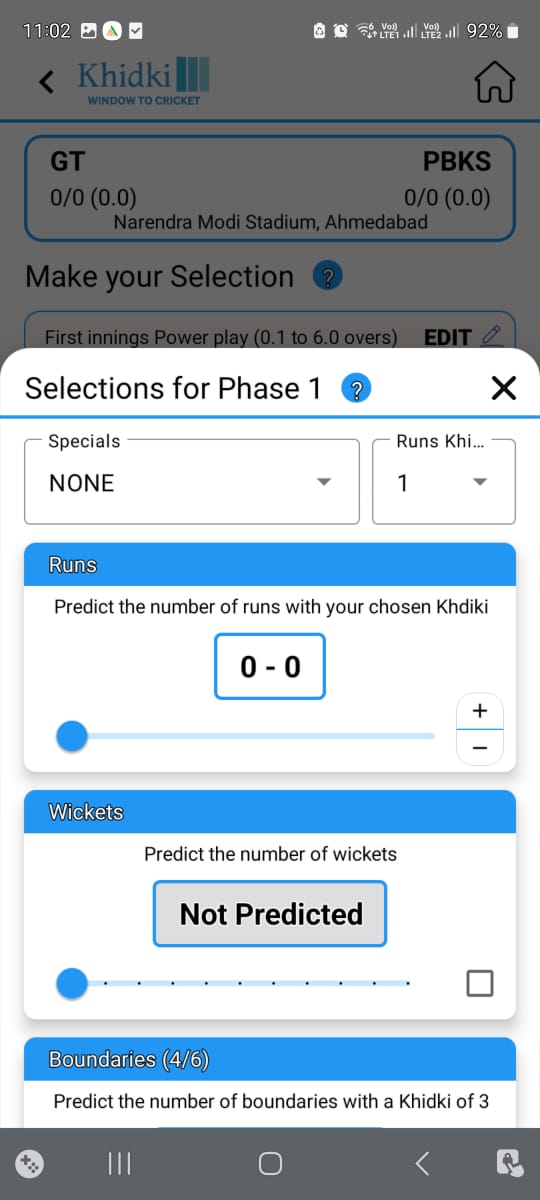 11:02 Vo)) LTE1 Vo)) LTE2 92%
Khidki
WINDOW TO CRICKET
GT PBKS
0/0 (0.0) 0/0 (0.0)
Narendra Modi Stadium, Ahmedabad
Make your Selection ?
First innings Power play (0.1 to 6.0 overs) EDIT
Selections for Phase 1 ?
Specials Runs Khi...
NONE 1
Runs
Predict the number of runs with your chosen Khdiki
0 - 0
+
−
Wickets
Predict the number of wickets
Not Predicted
Boundaries (4/6)
Predict the number of boundaries with a Khidki of 3